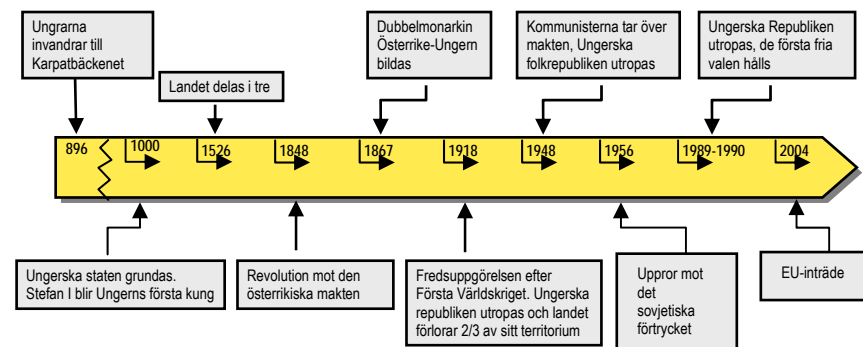 Ungrarna
invandrar till
Karpatbäckenet
Landet delas i tre
Dubbelmonarkin
Österrike-Ungern
bildas
Kommunisterna tar över
makten, Ungerska
folkrepubliken utropas
Ungerska Republiken
utropas, de första fria
valen hålls
896
1000
1526
1848
1867
1918
1948
1956
1989-1990
2004
Ungerska staten grundas.
Stefan I blir Ungerns första kung
Revolution mot den
österrikiska makten
Fredsuppgörelsen efter
Första Världskriget. Ungerska
republiken utropas och landet
förlorar 2/3 av sitt territorium
Uppror mot
det
sovjetiska
förtrycket
EU-inträde